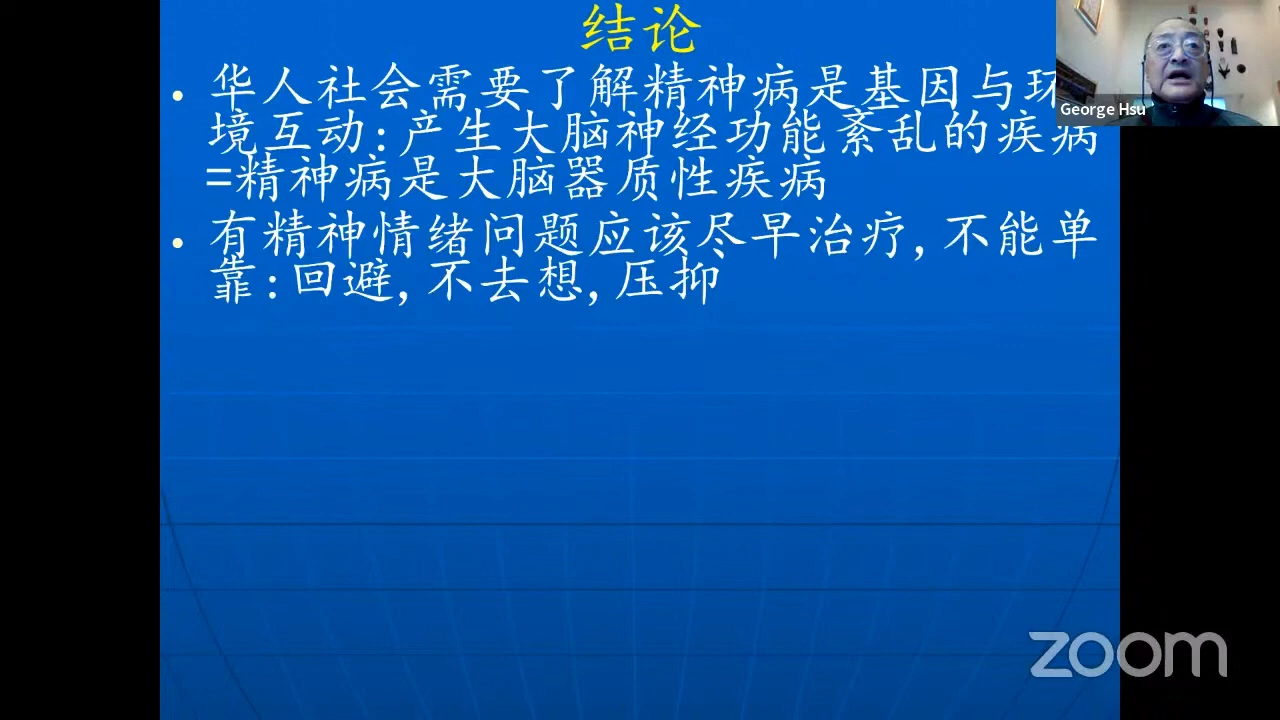 结论
• 华人社会需要了解精神病是基因与环
境互动:产生大脑神经功能紊乱的疾病
=精神病是大脑器质性疾病
• 有精神情绪问题应该尽早治疗,不能单
靠:回避,不去想,压抑
George Hsu
zoom